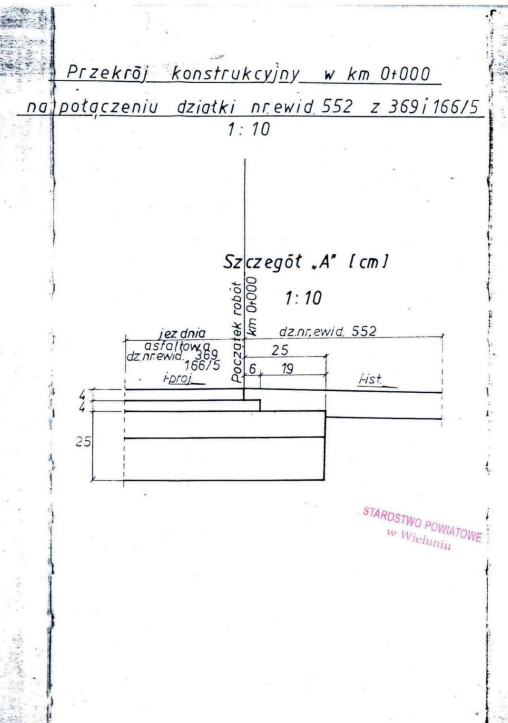 Przekrój konstrukcyjny w km 0+000
na połączeniu działki nr.ewid. 552 z 369 i 166/5
1:10
Szczegół „A" [cm]
1:10
Początek robót
km 0+000
jezdnia
asfaltowa
dz.nr.ewid. 369
166/5
i-proj.
dz.nr.ewid. 552
25
6 19
i-ist.
4
4
25
STAROSTWO POWIATOWE
w Wieluniu